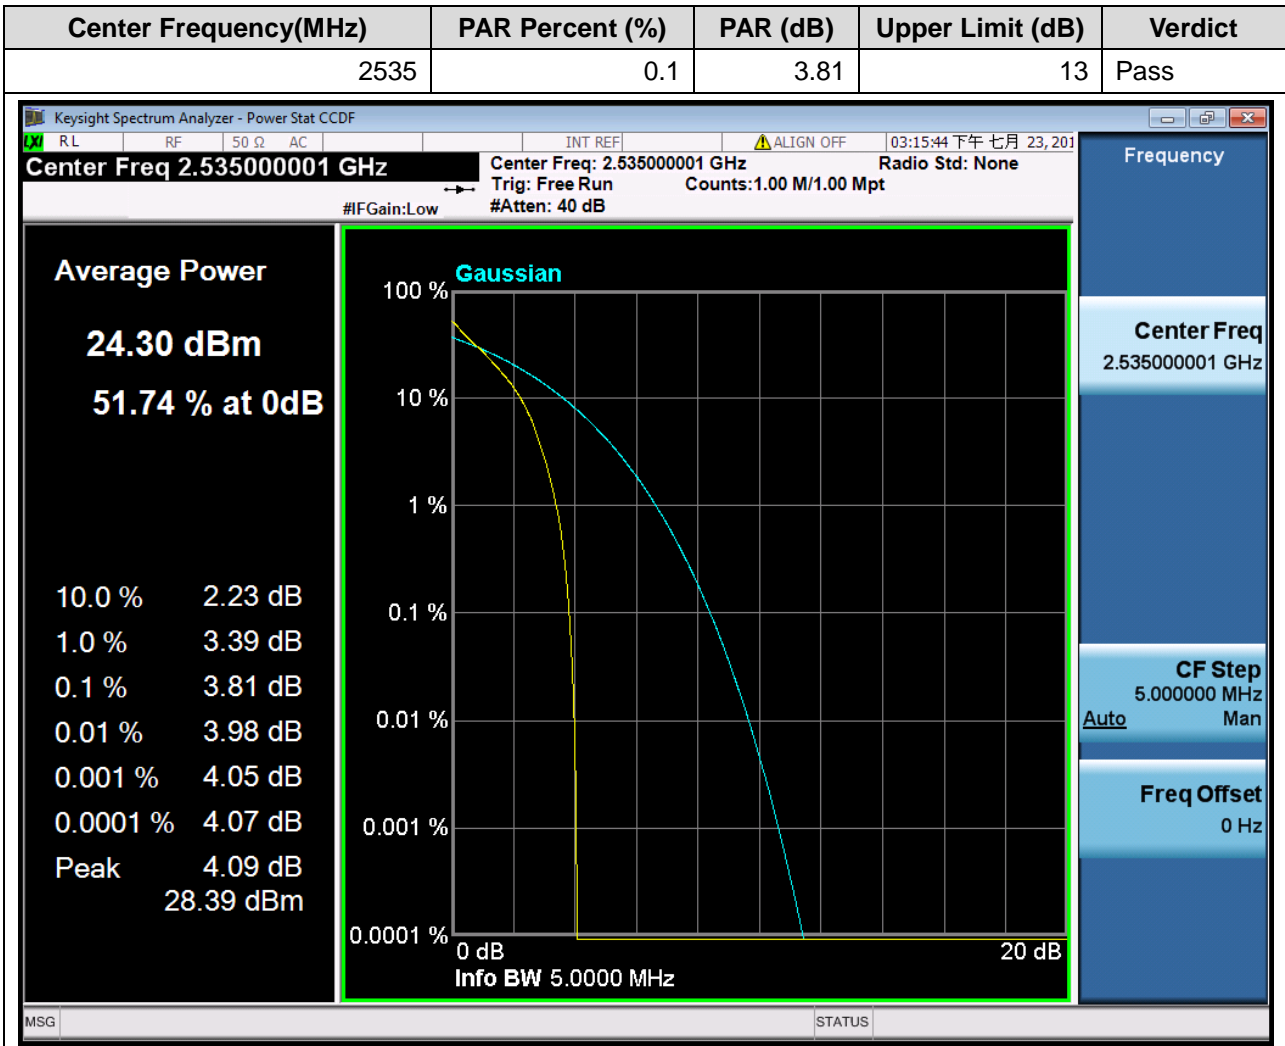 Center Frequency(MHz) PAR Percent (%) PAR (dB) Upper Limit (dB) Verdict
2535 0.1 3.81 13 Pass
Keysight Spectrum Analyzer - Power Stat CCDF
LXI RL RF 50 Ω AC INT REF ALIGN OFF 03:15:44 下午 七月 23, 201
Center Freq 2.535000001 GHz
Center Freq: 2.535000001 GHz Radio Std: None
Trig: Free Run Counts:1.00 M/1.00 Mpt
#IFGain:Low #Atten: 40 dB
Average Power
24.30 dBm
51.74 % at 0dB
10.0 % 2.23 dB
1.0 % 3.39 dB
0.1 % 3.81 dB
0.01 % 3.98 dB
0.001 % 4.05 dB
0.0001 % 4.07 dB
Peak 4.09 dB
28.39 dBm
Gaussian
100 %
10 %
1 %
0.1 %
0.01 %
0.001 %
0.0001 %
0 dB 20 dB
Info BW 5.0000 MHz
Frequency
Center Freq
2.535000001 GHz
CF Step
5.000000 MHz
Auto Man
Freq Offset
0 Hz
MSG STATUS